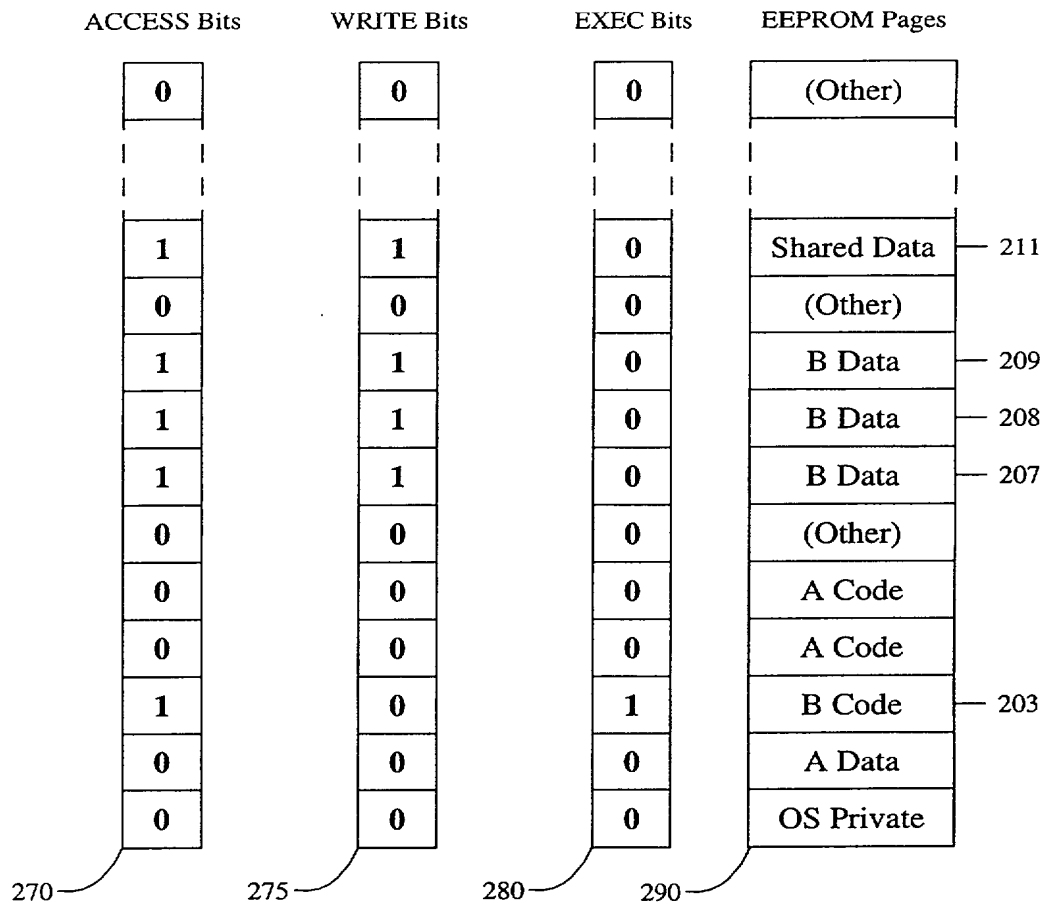 ACCESS Bits WRITE Bits EXEC Bits EEPROM Pages
0 0 0 (Other)
1 1 0 Shared Data 211
0 0 0 (Other)
1 1 0 B Data 209
1 1 0 B Data 208
1 1 0 B Data 207
0 0 0 (Other)
0 0 0 A Code
0 0 0 A Code
1 0 1 B Code 203
0 0 0 A Data
0 0 0 OS Private
270 275 280 290